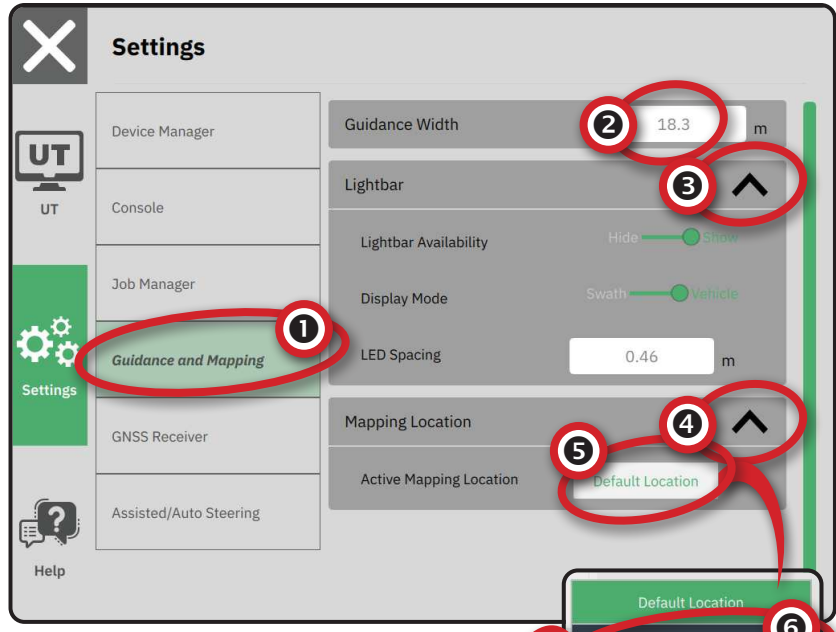 Settings
UT
UT
Settings
Help
Device Manager
Console
Job Manager
Guidance and Mapping
GNSS Receiver
Assisted/Auto Steering
1
Guidance Width 2 18.3 m
Lightbar 3
Lightbar Availability Hide Show
Display Mode Swath Vehicle
LED Spacing 0.46 m
Mapping Location 4
5
Active Mapping Location Default Location
Default Location
6